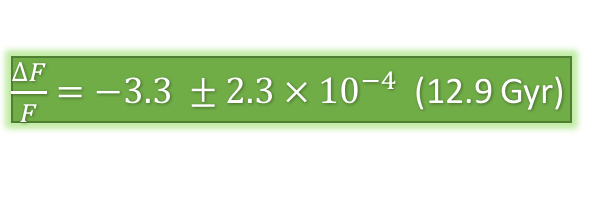 ΔF/F = −3.3 ± 2.3 × 10⁻⁴ (12.9 Gyr)